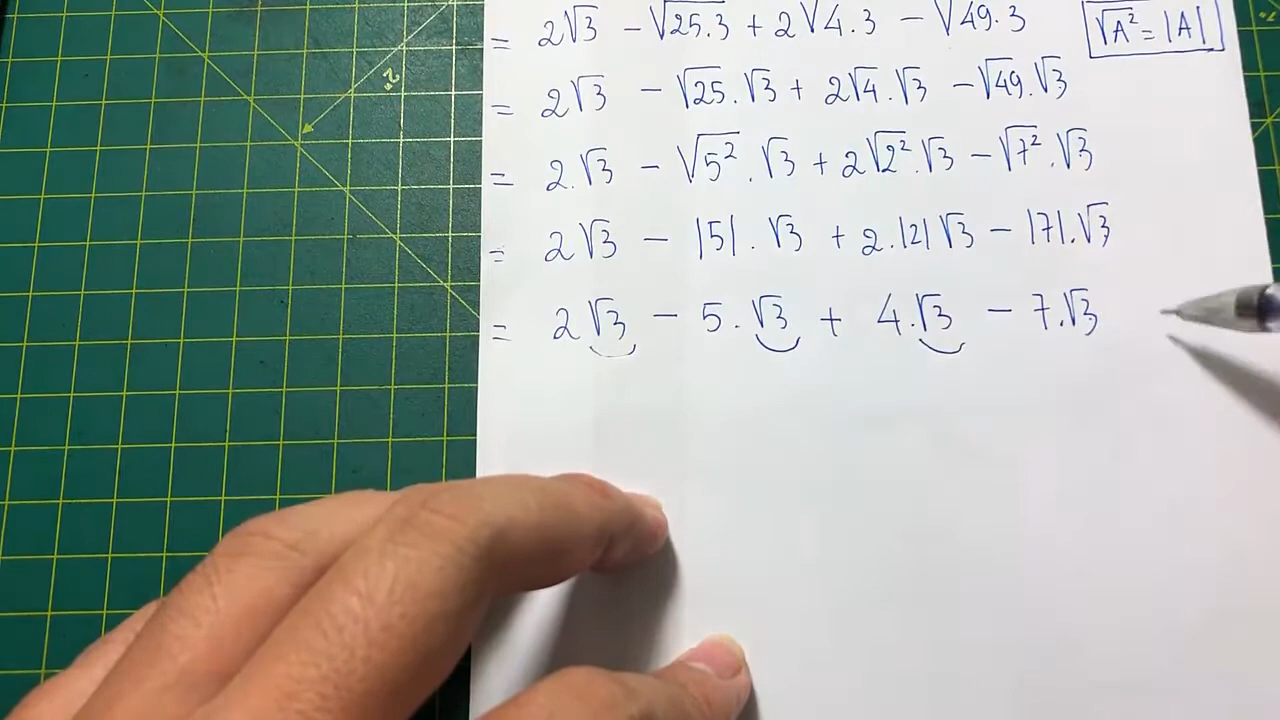 = 2√3 - √25.3 + 2√4.3 - √49.3
√A² = |A|
= 2√3 - √25.√3 + 2√4.√3 - √49.√3
= 2.√3 - √5².√3 + 2√2².√3 - √7².√3
= 2√3 - |5|.√3 + 2.|2|√3 - |7|.√3
= 2√3 - 5.√3 + 4.√3 - 7.√3